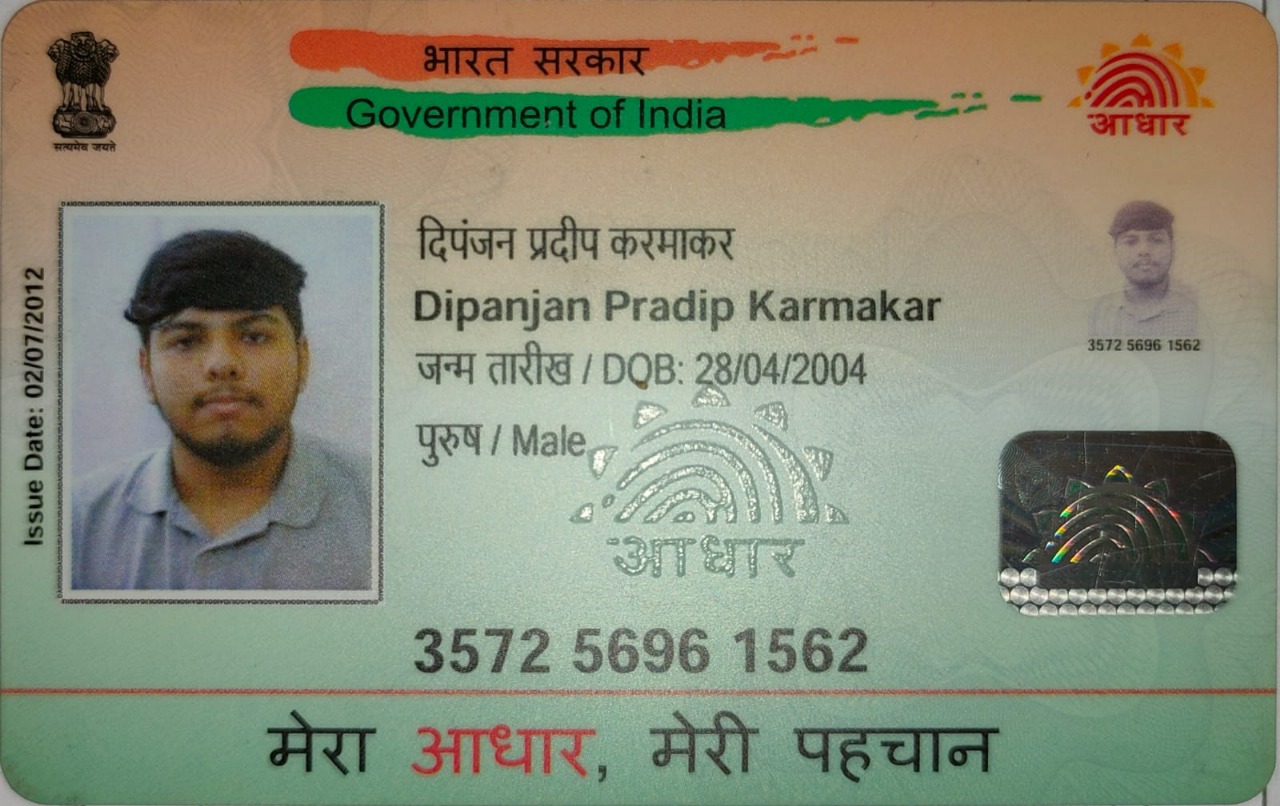 भारत सरकार
Government of India
सत्यमेव जयते
आधार
दिपंजन प्रदीप करमाकर
Dipanjan Pradip Karmakar
जन्म तारीख / DOB: 28/04/2004
पुरुष / Male
3572 5696 1562
Issue Date: 02/07/2012
आधार
3572 5696 1562
मेरा आधार, मेरी पहचान